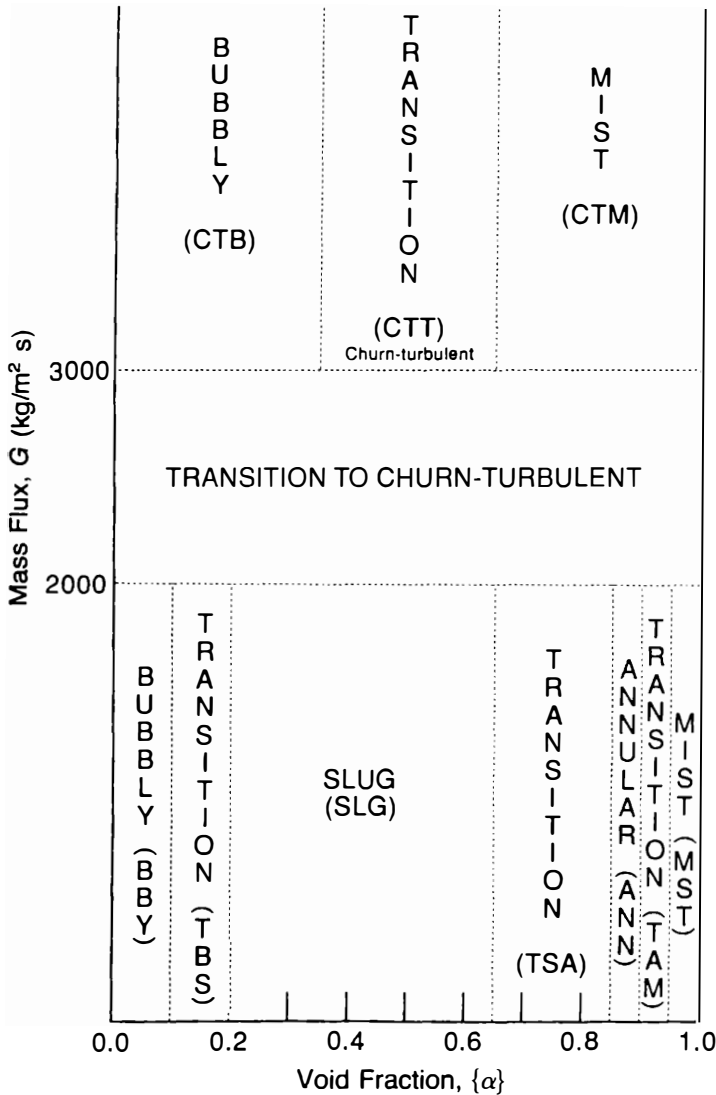 BUBBLY
(CTB)
TRANSITION
(CTT)
Churn-turbulent
MIST
(CTM)
Mass Flux, G (kg/m² s)
3000
TRANSITION TO CHURN-TURBULENT
2000
BUBBLY (BBY)
TRANSITION (TBS)
SLUG
(SLG)
TRANSITION
(TSA)
ANNULAR (ANN)
TRANSITION (TAM)
MIST (MST)
0.0 0.2 0.4 0.6 0.8 1.0
Void Fraction, {α}